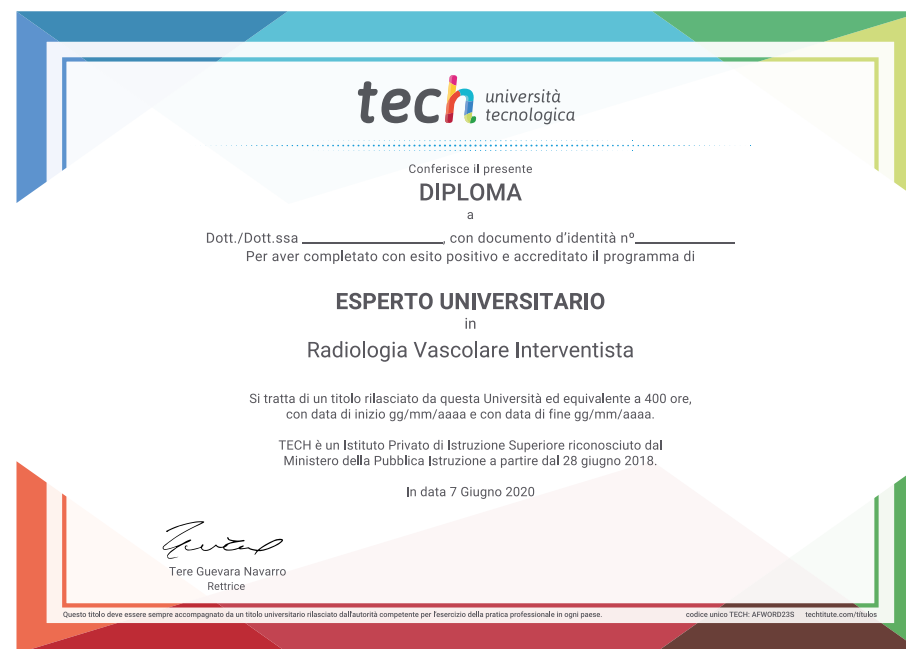 tech università
tecnologica
Conferisce il presente
DIPLOMA
a
Dott./Dott.ssa ____________________, con documento d'identità nº______________
Per aver completato con esito positivo e accreditato il programma di
ESPERTO UNIVERSITARIO
in
Radiologia Vascolare Interventista
Si tratta di un titolo rilasciato da questa Università ed equivalente a 400 ore,
con data di inizio gg/mm/aaaa e con data di fine gg/mm/aaaa.
TECH è un Istituto Privato di Istruzione Superiore riconosciuto dal
Ministero della Pubblica Istruzione a partire dal 28 giugno 2018.
In data 7 Giugno 2020
Tere Guevara Navarro
Rettrice
Questo titolo deve essere sempre accompagnato da un titolo universitario rilasciato dall'autorità competente per l'esercizio della pratica professionale in ogni paese. codice unico TECH: AFWORD23S techtitute.com/titulos